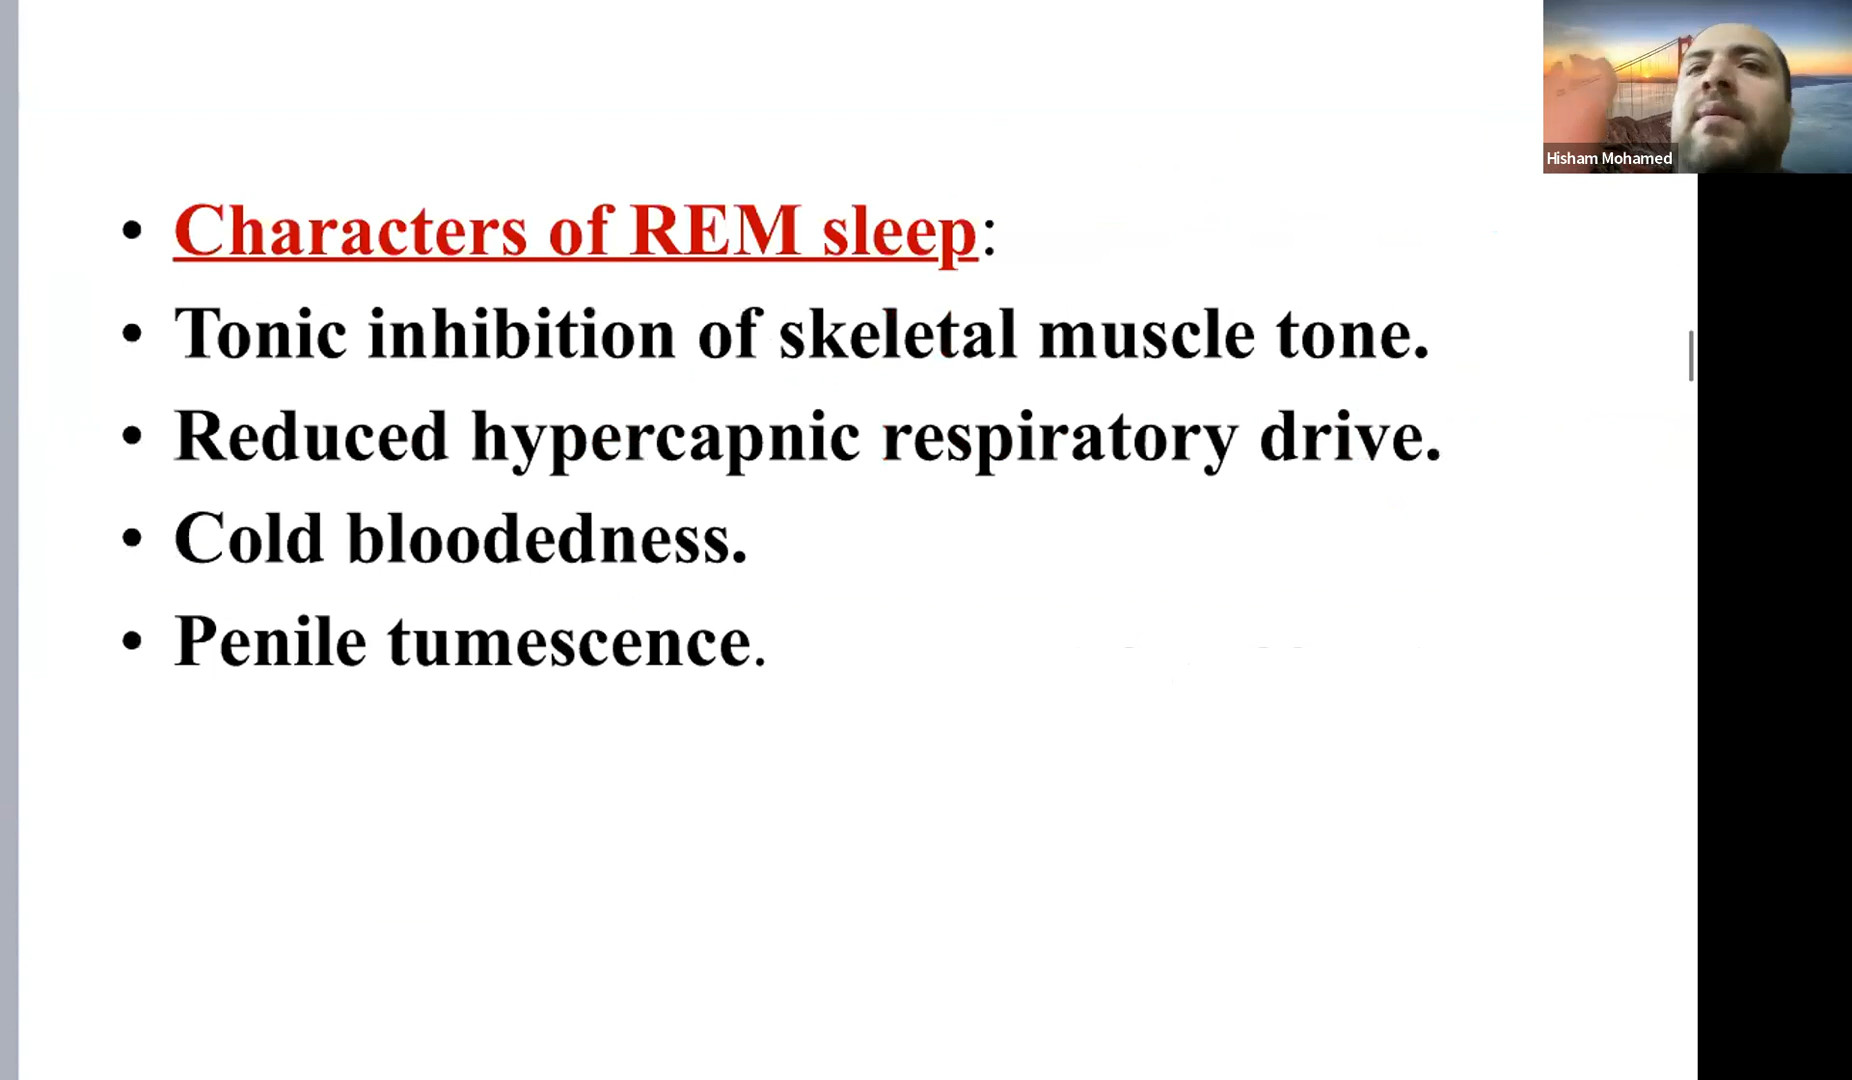 Hisham Mohamed
• Characters of REM sleep:
• Tonic inhibition of skeletal muscle tone.
• Reduced hypercapnic respiratory drive.
• Cold bloodedness.
• Penile tumescence.